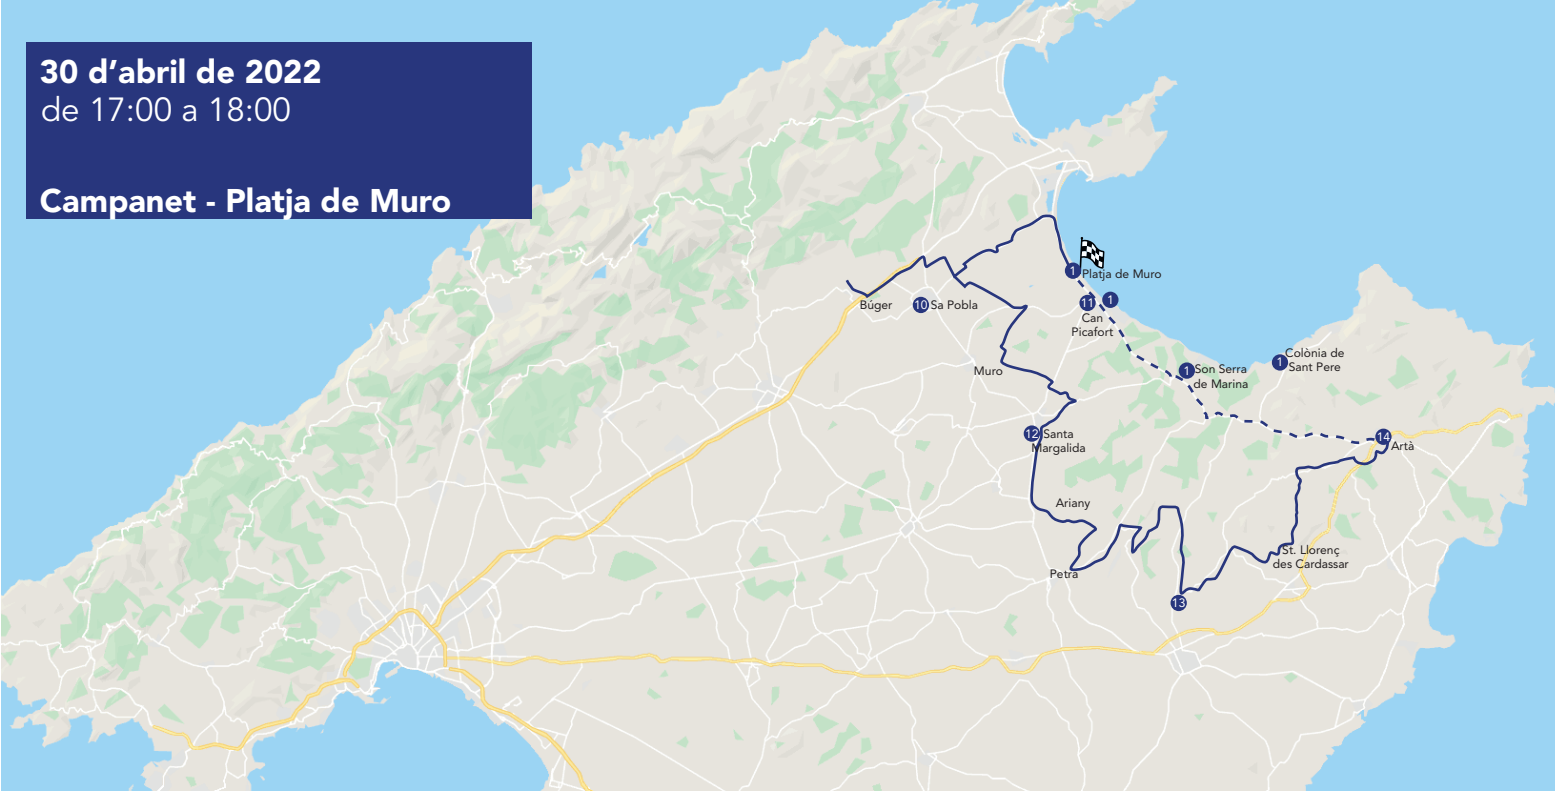 30 d’abril de 2022
de 17:00 a 18:00
Campanet - Platja de Muro
1
Platja de Muro
11
1
Can
Picafort
Búger
10
Sa Pobla
Muro
1
Son Serra
de Marina
1
Colònia de
Sant Pere
12
Santa
Margalida
14
Artà
Ariany
Petra
St. Llorenç
des Cardassar
13